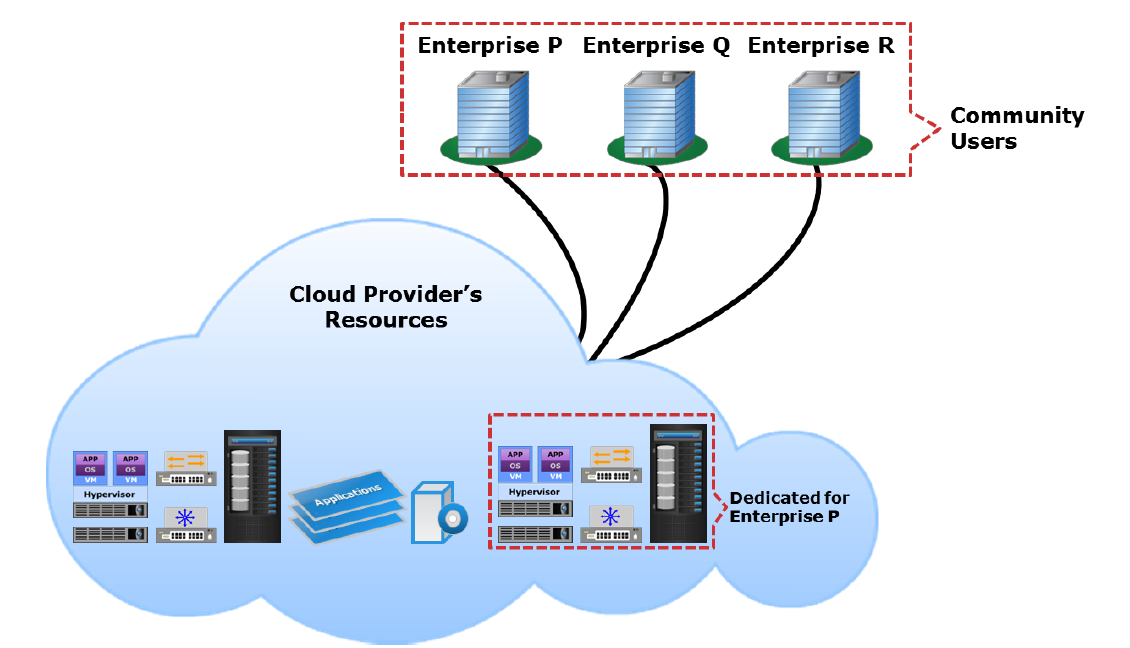 Enterprise P
Enterprise Q
Enterprise R
Community
Users
Cloud Provider’s
Resources
APP
APP
OS
OS
VM
VM
Hypervisor
Applications
APP
APP
OS
OS
VM
VM
Hypervisor
Dedicated for
Enterprise P